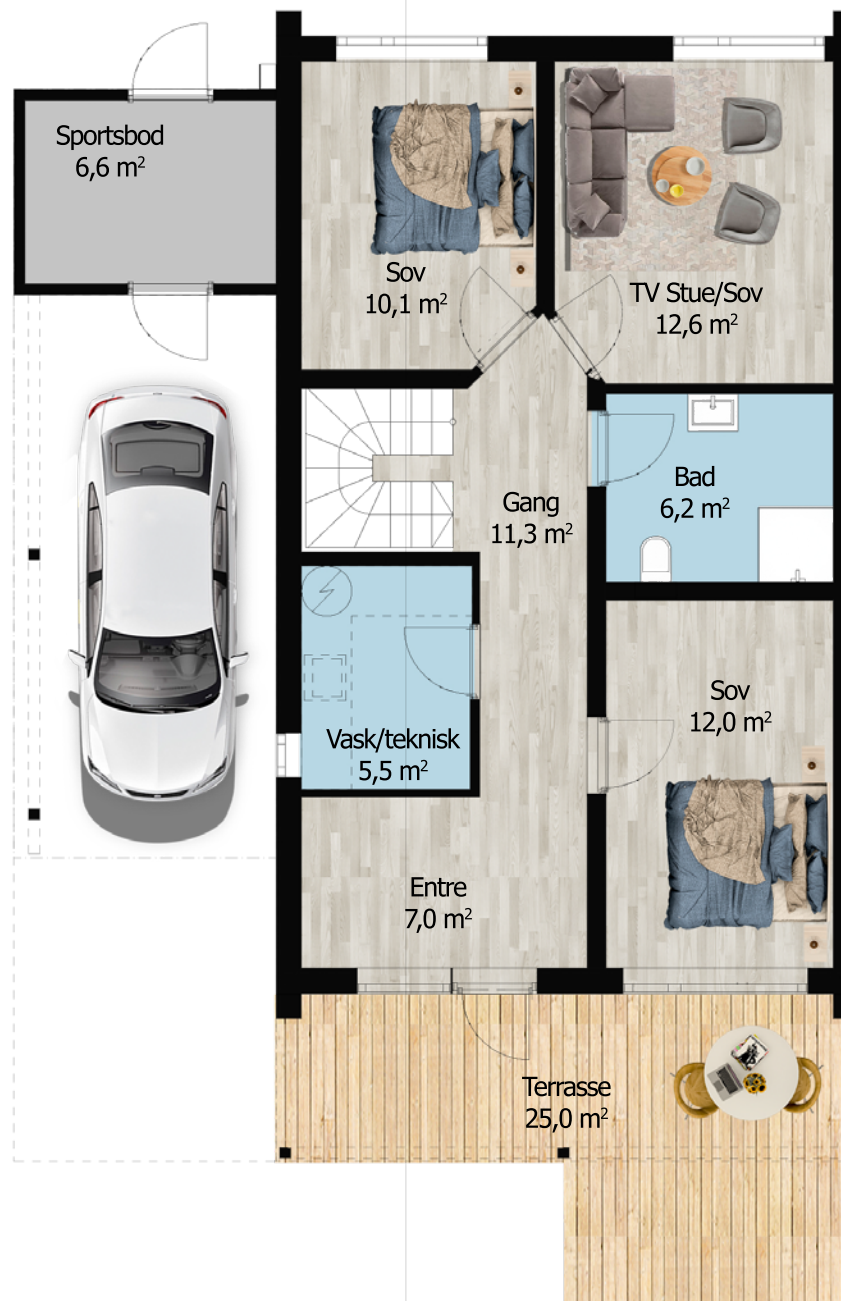 Sportsbod
6,6 m²
Sov
10,1 m²
TV Stue/Sov
12,6 m²
Gang
11,3 m²
Bad
6,2 m²
Sov
12,0 m²
Vask/teknisk
5,5 m²
Entre
7,0 m²
Terrasse
25,0 m²